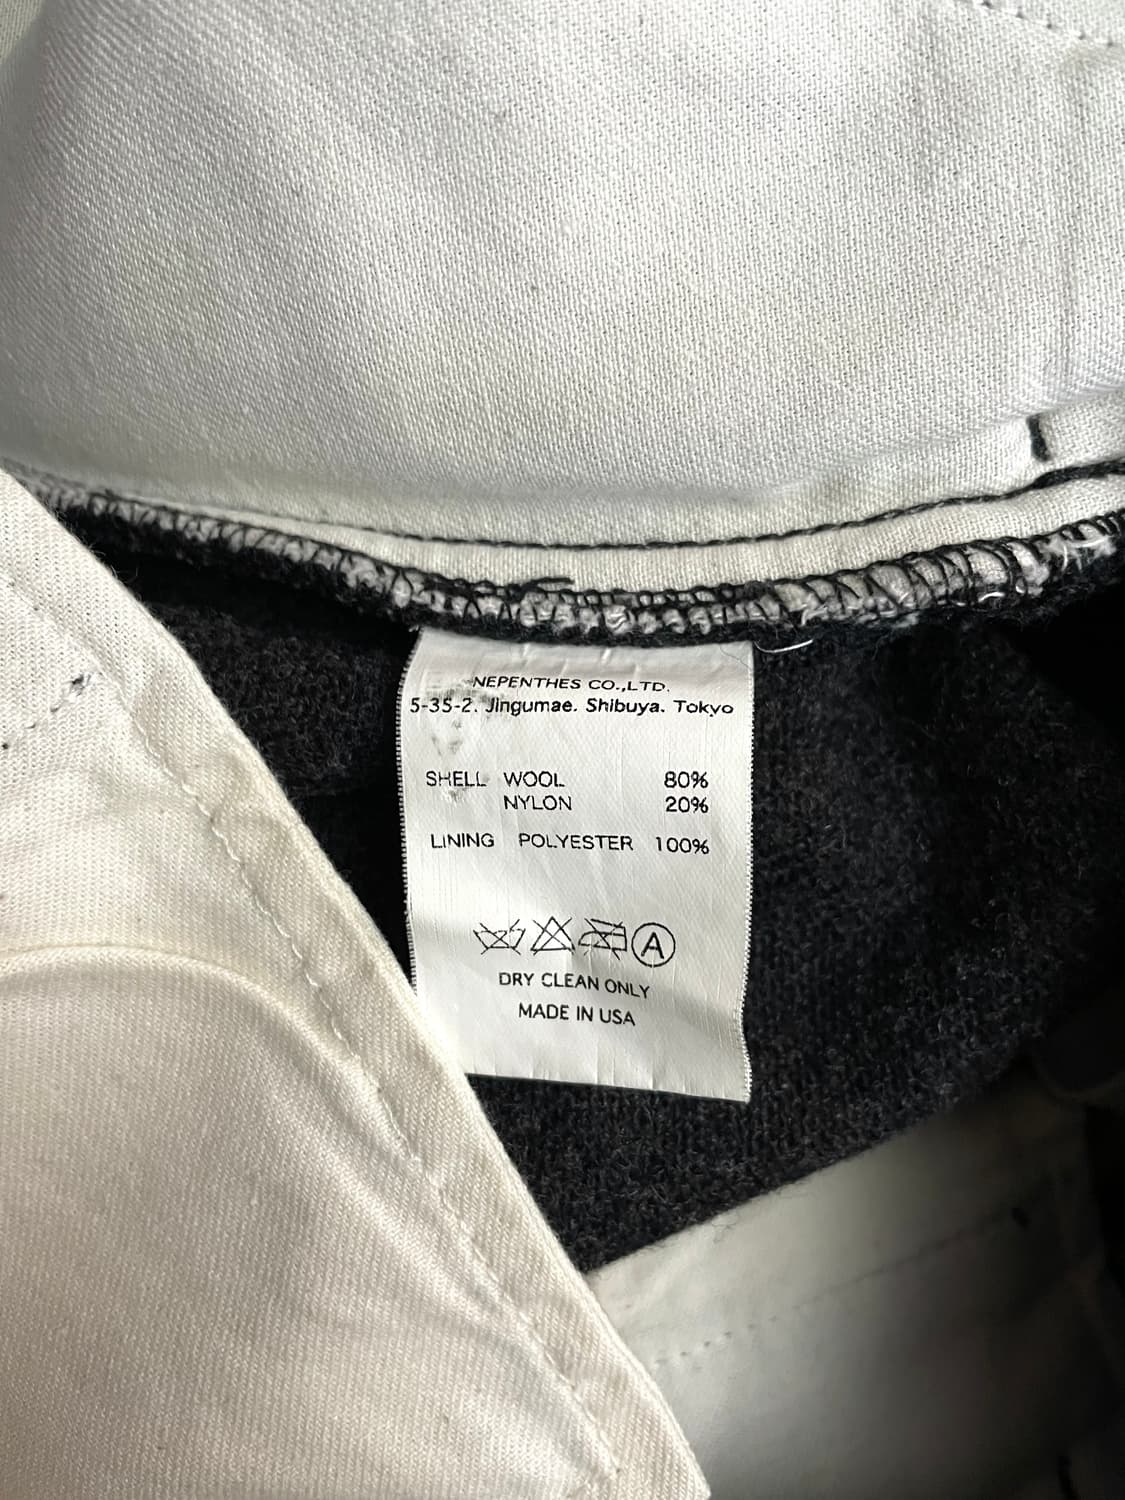 NEPENTHES CO.,LTD.
5-35-2. Jingumae. Shibuya. Tokyo
SHELL WOOL 80%
NYLON 20%
LINING POLYESTER 100%
A
DRY CLEAN ONLY
MADE IN USA